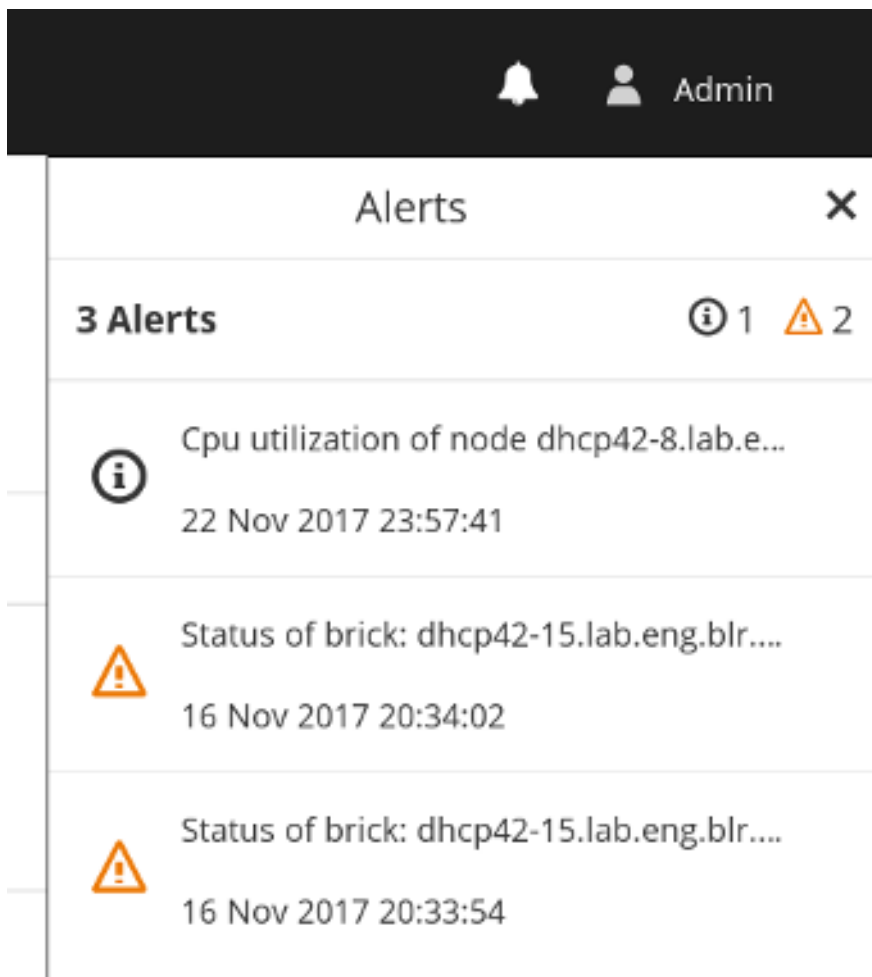 Admin
Alerts
3 Alerts 1 2
Cpu utilization of node dhcp42-8.lab.e...
22 Nov 2017 23:57:41
Status of brick: dhcp42-15.lab.eng.blr....
16 Nov 2017 20:34:02
Status of brick: dhcp42-15.lab.eng.blr....
16 Nov 2017 20:33:54